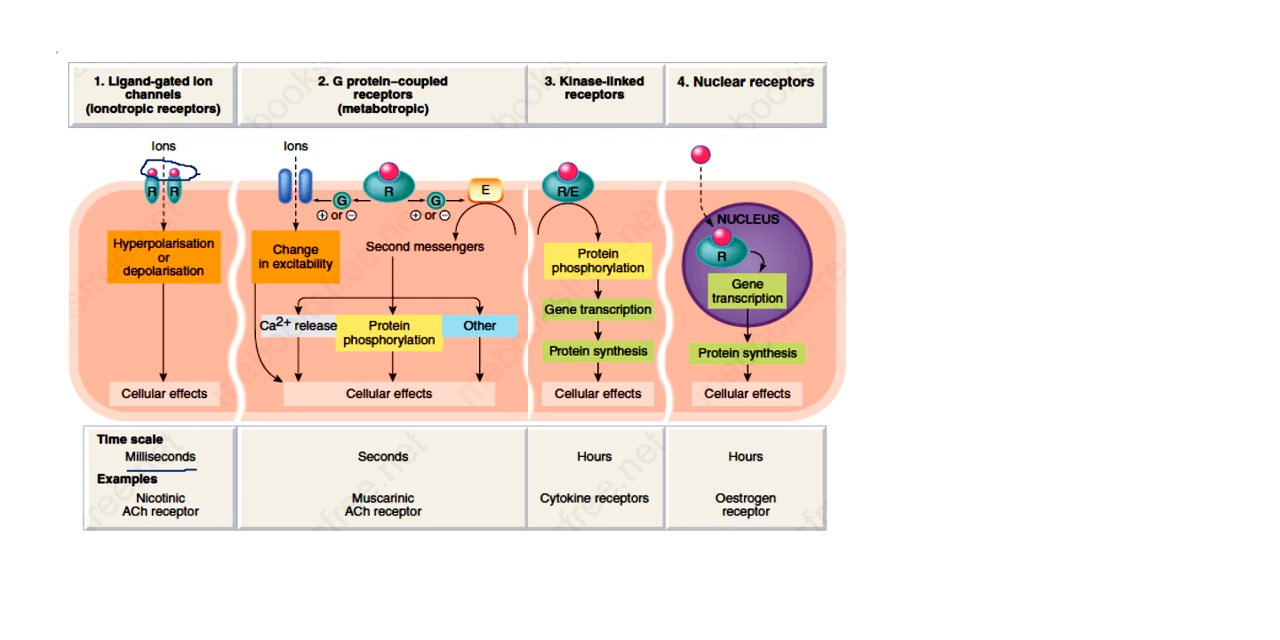 1. Ligand-gated ion
channels
(ionotropic receptors)
2. G protein–coupled
receptors
(metabotropic)
3. Kinase-linked
receptors
4. Nuclear receptors
Ions
R R
Hyperpolarisation
or
depolarisation
Cellular effects
Ions
G
R
G
E
+ or −
+ or −
Change
in excitability
Second messengers
Ca2+ release
Protein
phosphorylation
Other
Cellular effects
R/E
Protein
phosphorylation
Gene transcription
Protein synthesis
Cellular effects
NUCLEUS
R
Gene
transcription
Protein synthesis
Cellular effects
Time scale
Milliseconds
Seconds
Hours
Hours
Examples
Nicotinic
ACh receptor
Muscarinic
ACh receptor
Cytokine receptors
Oestrogen
receptor